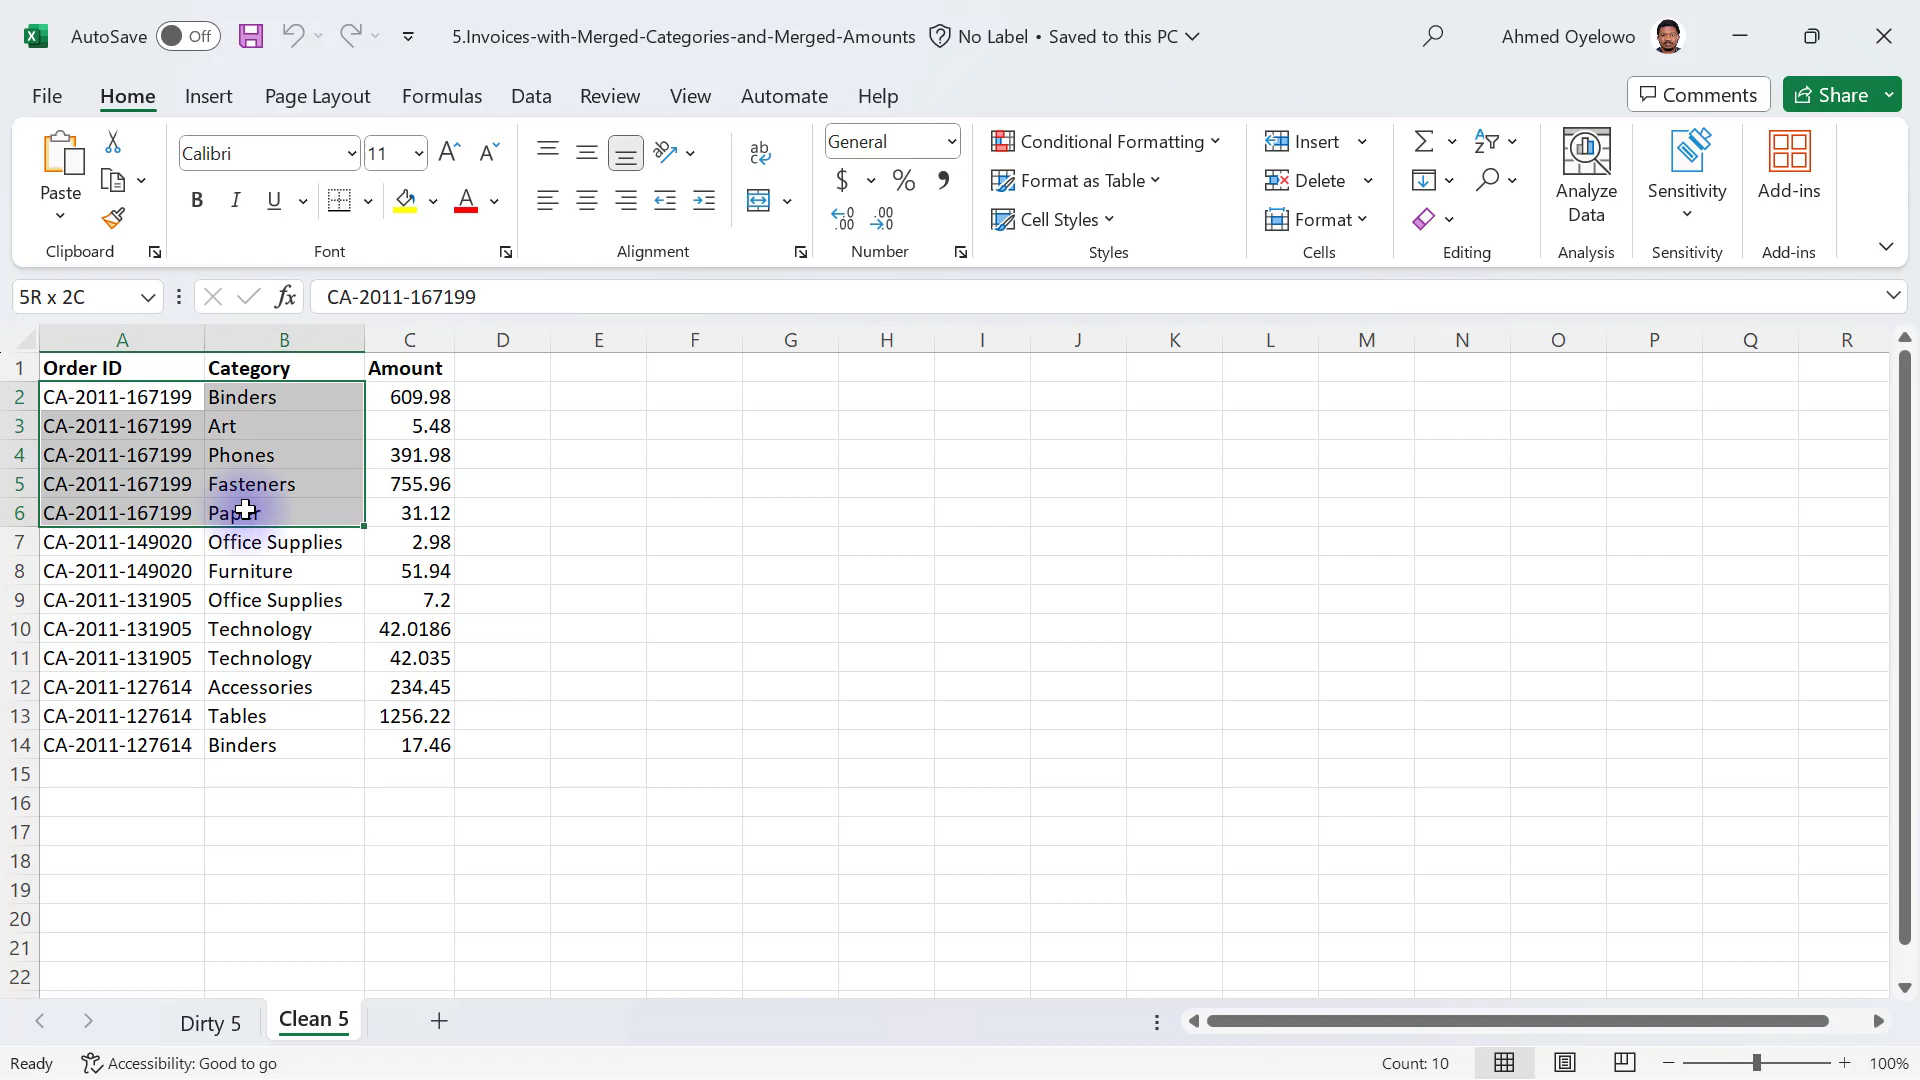 AutoSave Off 5.Invoices-with-Merged-Categories-and-Merged-Amounts No Label • Saved to this PC Ahmed Oyelowo
File Home Insert Page Layout Formulas Data Review View Automate Help Comments Share
Paste
Clipboard
Calibri 11
B I U A
Font
ab
Alignment
General
$ % ,
Number
Conditional Formatting
Format as Table
Cell Styles
Styles
Insert
Delete
Format
Cells
Editing
Analyze Data
Analysis
Sensitivity
Sensitivity
Add-ins
Add-ins
5R x 2C fx CA-2011-167199
A B C D E F G H I J K L M N O P Q R
1 Order ID Category Amount
2 CA-2011-167199 Binders 609.98
3 CA-2011-167199 Art 5.48
4 CA-2011-167199 Phones 391.98
5 CA-2011-167199 Fasteners 755.96
6 CA-2011-167199 Paper 31.12
7 CA-2011-149020 Office Supplies 2.98
8 CA-2011-149020 Furniture 51.94
9 CA-2011-131905 Office Supplies 7.2
10 CA-2011-131905 Technology 42.0186
11 CA-2011-131905 Technology 42.035
12 CA-2011-127614 Accessories 234.45
13 CA-2011-127614 Tables 1256.22
14 CA-2011-127614 Binders 17.46
15
16
17
18
19
20
21
22
Dirty 5 Clean 5
Ready Accessibility: Good to go Count: 10 100%